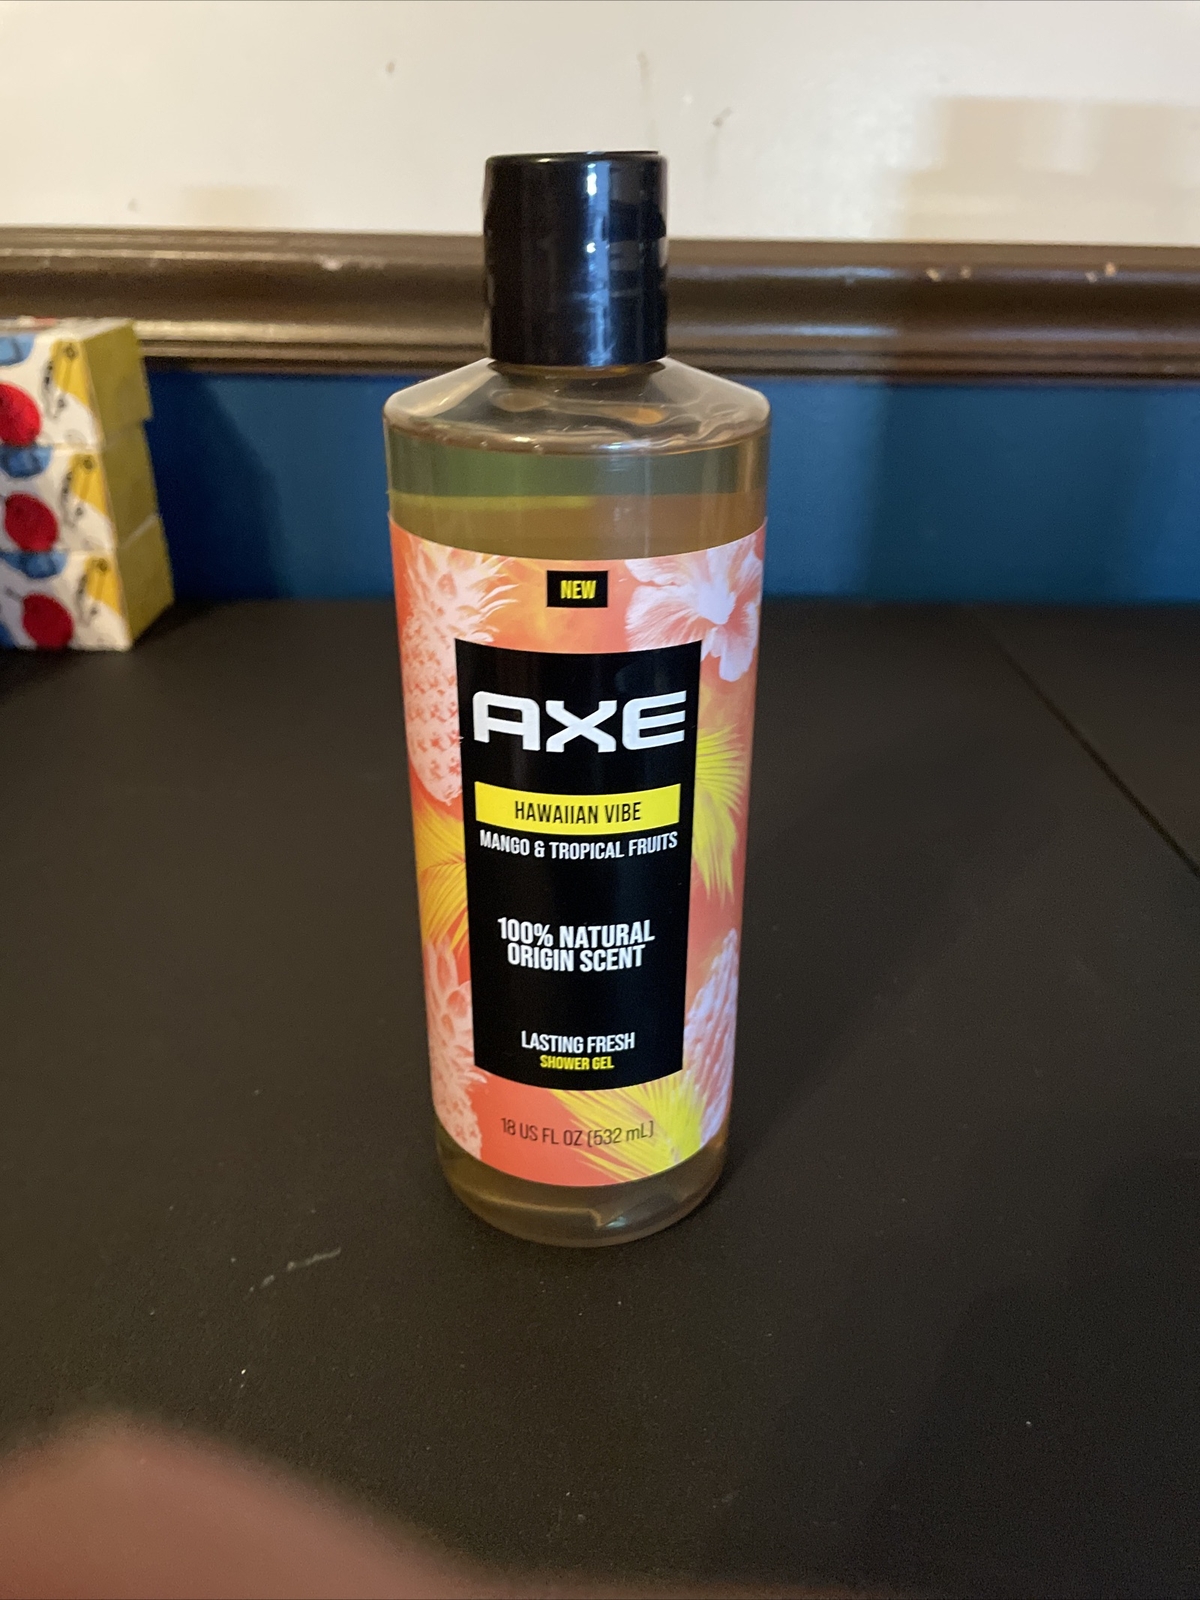 NEW
AXE
HAWAIIAN VIBE
MANGO & TROPICAL FRUITS
100% NATURAL
ORIGIN SCENT
LASTING FRESH
SHOWER GEL
18 US FL OZ (532 mL)